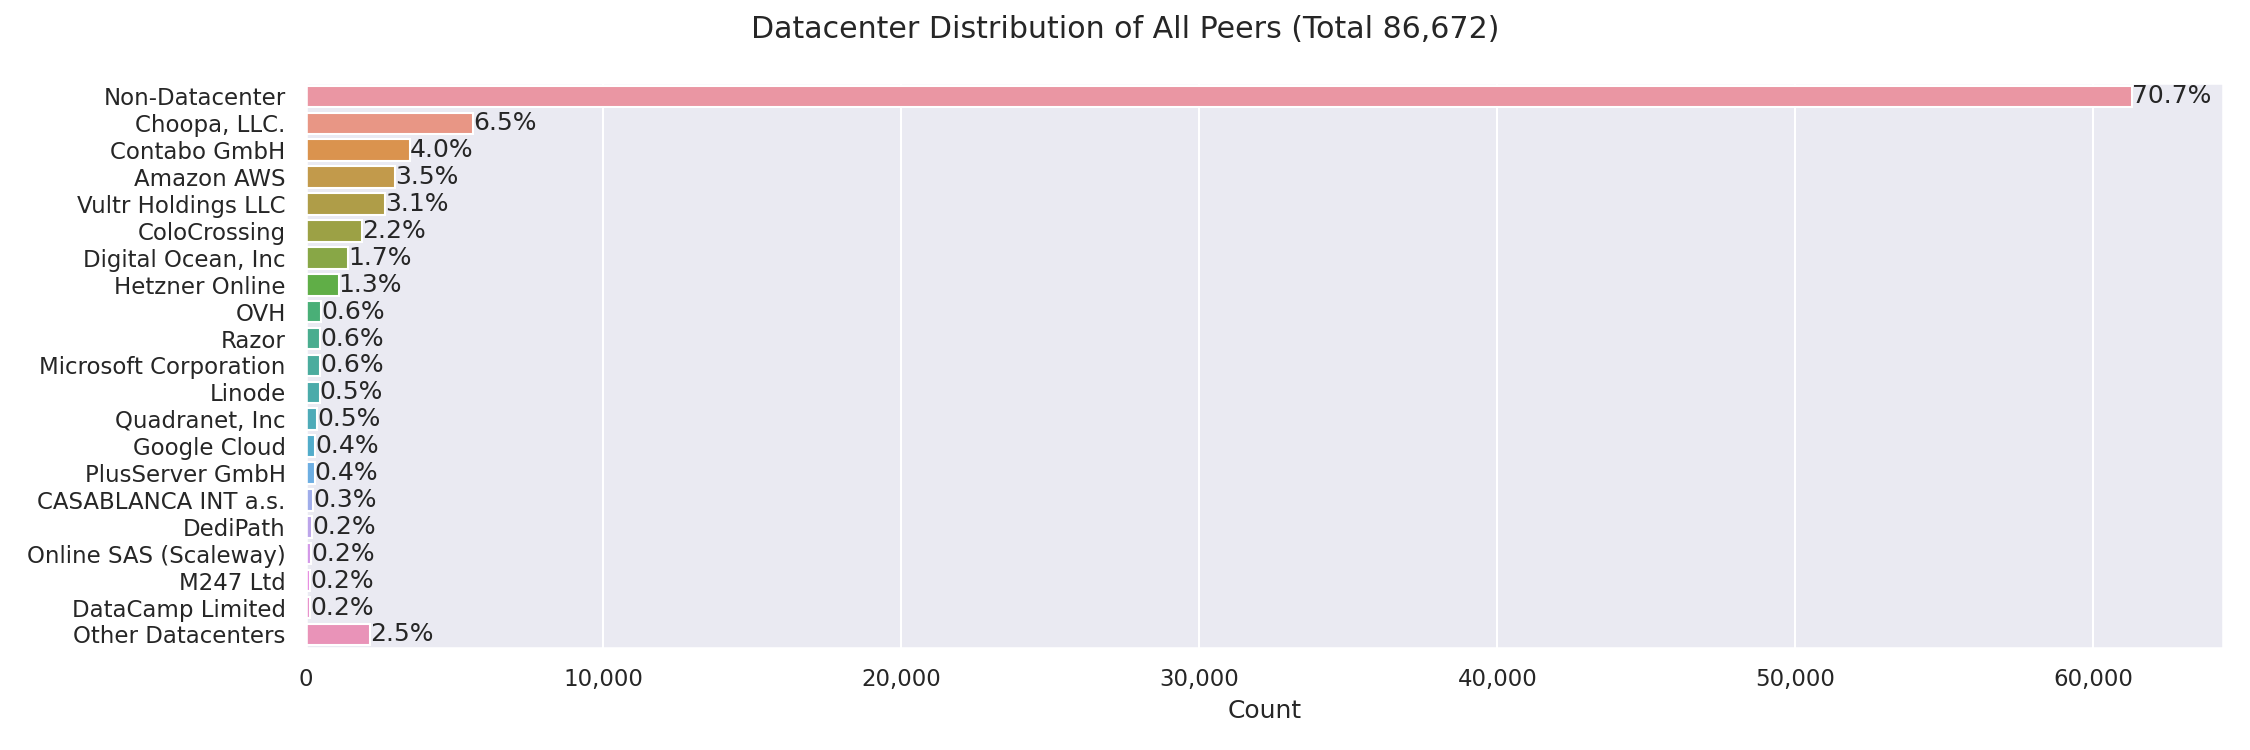 Datacenter Distribution of All Peers (Total 86,672)
Non-Datacenter 70.7%
Choopa, LLC. 6.5%
Contabo GmbH 4.0%
Amazon AWS 3.5%
Vultr Holdings LLC 3.1%
ColoCrossing 2.2%
Digital Ocean, Inc 1.7%
Hetzner Online 1.3%
OVH 0.6%
Razor 0.6%
Microsoft Corporation 0.6%
Linode 0.5%
Quadranet, Inc 0.5%
Google Cloud 0.4%
PlusServer GmbH 0.4%
CASABLANCA INT a.s. 0.3%
DediPath 0.2%
Online SAS (Scaleway) 0.2%
M247 Ltd 0.2%
DataCamp Limited 0.2%
Other Datacenters 2.5%
0 10,000 20,000 30,000 40,000 50,000 60,000
Count